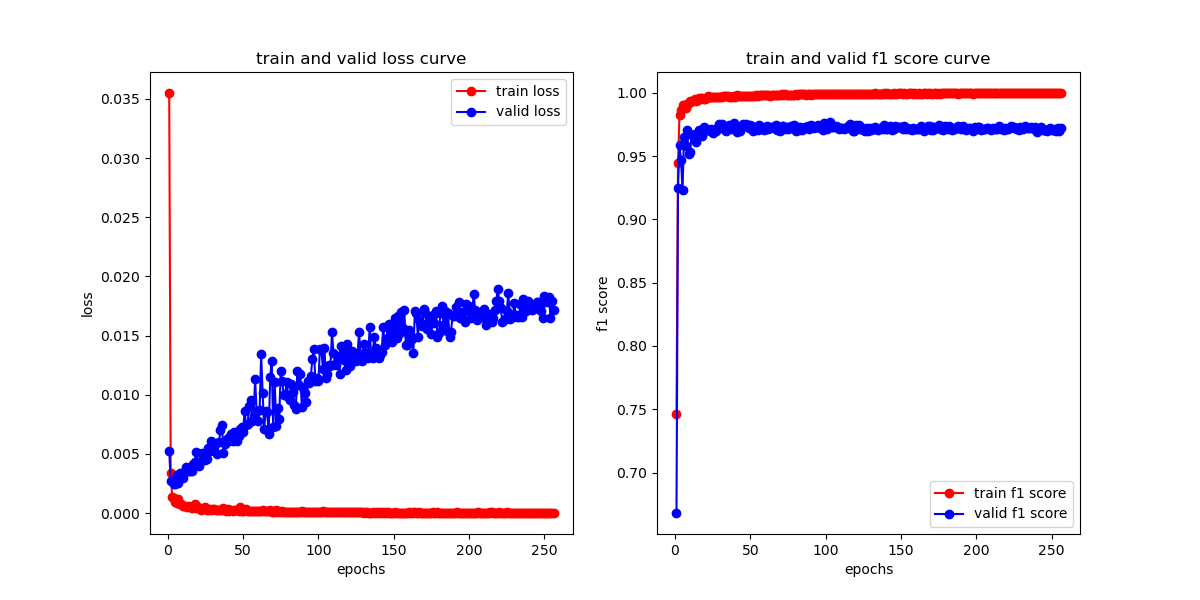 train and valid loss curve
train loss
valid loss
0.035
0.030
0.025
0.020
0.015
0.010
0.005
0.000
loss
0
50
100
150
200
250
epochs
train and valid f1 score curve
1.00
0.95
0.90
0.85
0.80
0.75
0.70
f1 score
train f1 score
valid f1 score
0
50
100
150
200
250
epochs